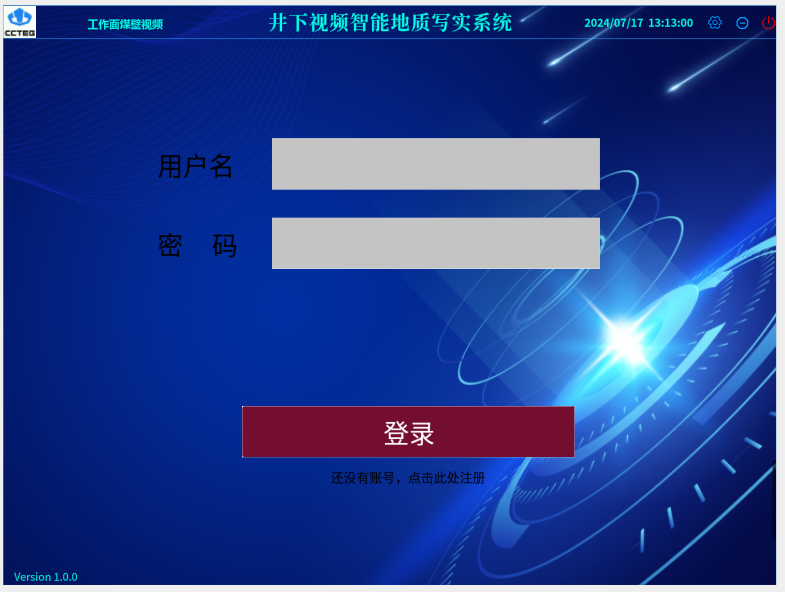 CCTEG
工作面煤壁视频
井下视频智能地质写实系统
2024/07/17 13:13:00
用户名
密 码
登录
还没有账号，点击此处注册
Version 1.0.0